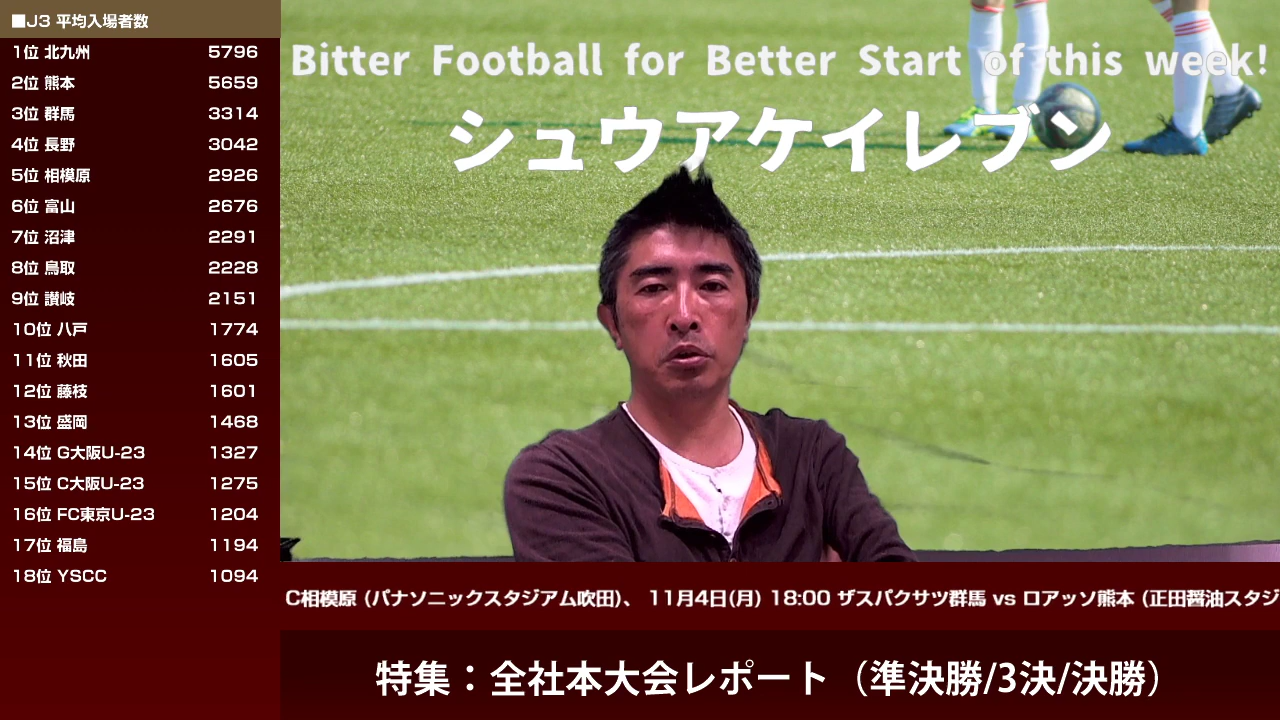 ■J3 平均入場者数
1位 北九州 5796
2位 熊本 5659
3位 群馬 3314
4位 長野 3042
5位 相模原 2926
6位 富山 2676
7位 沼津 2291
8位 鳥取 2228
9位 讃岐 2151
10位 八戸 1774
11位 秋田 1605
12位 藤枝 1601
13位 盛岡 1468
14位 G大阪U-23 1327
15位 C大阪U-23 1275
16位 FC東京U-23 1204
17位 福島 1194
18位 YSCC 1094
Bitter Football for Better Start of this week!
シュウアケイレブン
C相模原 (パナソニックスタジアム吹田)、 11月4日(月) 18:00 ザスパクサツ群馬 vs ロアッソ熊本 (正田醤油スタジ
特集：全社本大会レポート（準決勝/3決/決勝）